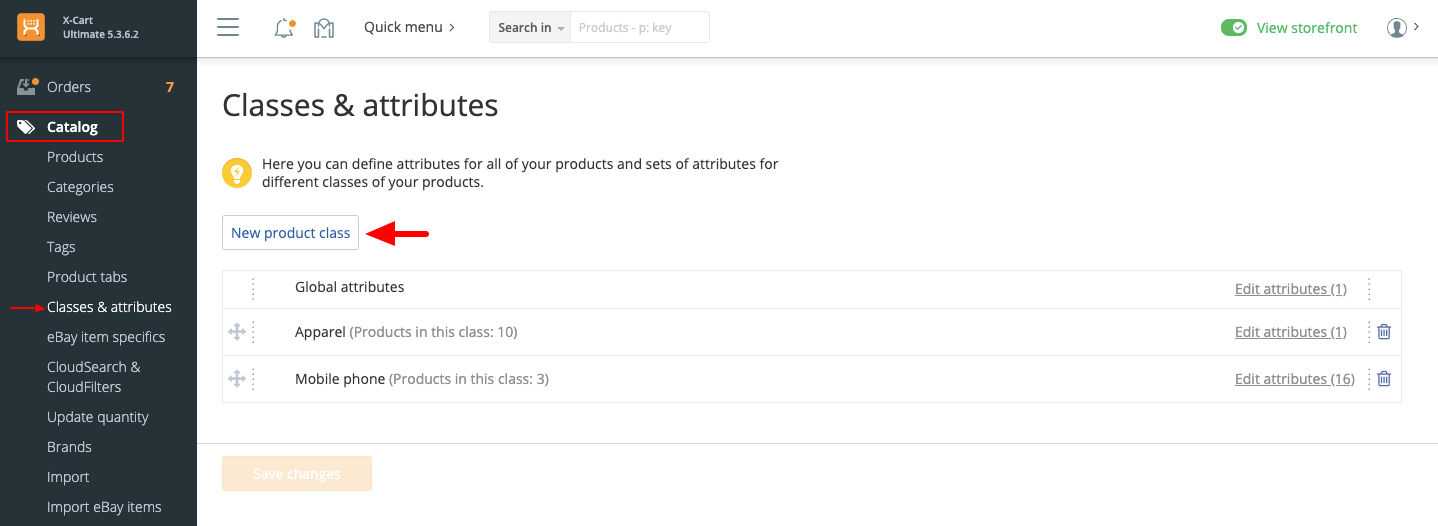 X-Cart
Ultimate 5.3.6.2
Quick menu
Search in
Products - p: key
View storefront
Orders
7
Catalog
Products
Categories
Reviews
Tags
Product tabs
Classes & attributes
eBay item specifics
CloudSearch &
CloudFilters
Update quantity
Brands
Import
Import eBay items
Classes & attributes
Here you can define attributes for all of your products and sets of attributes for
different classes of your products.
New product class
Global attributes
Edit attributes (1)
Apparel (Products in this class: 10)
Edit attributes (1)
Mobile phone (Products in this class: 3)
Edit attributes (16)
Save changes